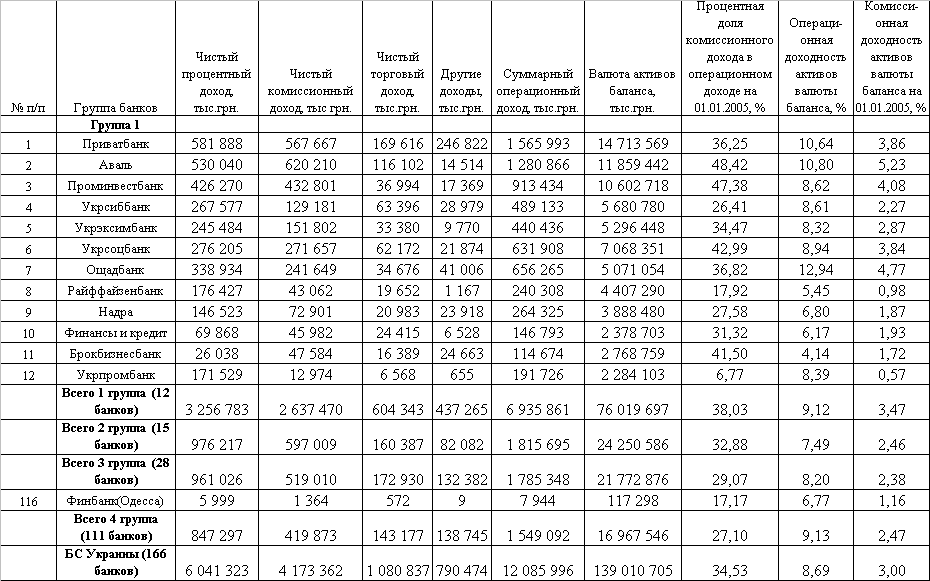 № п/п Группа банков Чистый процентный доход, тыс.грн. Чистый комиссионный доход, тыс грн. Чистый торговый доход, тыс.грн. Другие доходы, тыс.грн. Суммарный операционный доход, тыс.грн. Валюта активов баланса, тыс.грн. Процентная доля комиссионного дохода в операционном доходе на 01.01.2005, % Операци-онная доходность активов валюты баланса, % Комисси-онная доходность активов валюты баланса на 01.01.2005, %
Группа 1
1 Приватбанк 581 888 567 667 169 616 246 822 1 565 993 14 713 569 36,25 10,64 3,86
2 Аваль 530 040 620 210 116 102 14 514 1 280 866 11 859 442 48,42 10,80 5,23
3 Проминвестбанк 426 270 432 801 36 994 17 369 913 434 10 602 718 47,38 8,62 4,08
4 Укрсиббанк 267 577 129 181 63 396 28 979 489 133 5 680 780 26,41 8,61 2,27
5 Укрэксимбанк 245 484 151 802 33 380 9 770 440 436 5 296 448 34,47 8,32 2,87
6 Укрсоцбанк 276 205 271 657 62 172 21 874 631 908 7 068 351 42,99 8,94 3,84
7 Ощадбанк 338 934 241 649 34 676 41 006 656 265 5 071 054 36,82 12,94 4,77
8 Райффайзенбанк 176 427 43 062 19 652 1 167 240 308 4 407 290 17,92 5,45 0,98
9 Надра 146 523 72 901 20 983 23 918 264 325 3 888 480 27,58 6,80 1,87
10 Финансы и кредит 69 868 45 982 24 415 6 528 146 793 2 378 703 31,32 6,17 1,93
11 Брокбизнесбанк 26 038 47 584 16 389 24 663 114 674 2 768 759 41,50 4,14 1,72
12 Укрпромбанк 171 529 12 974 6 568 655 191 726 2 284 103 6,77 8,39 0,57
Всего 1 группа (12
банков) 3 256 783 2 637 470 604 343 437 265 6 935 861 76 019 697 38,03 9,12 3,47
Всего 2 группа (15
банков) 976 217 597 009 160 387 82 082 1 815 695 24 250 586 32,88 7,49 2,46
Всего 3 группа (28
банков) 961 026 519 010 172 930 132 382 1 785 348 21 772 876 29,07 8,20 2,38
116 Финбанк(Одесса) 5 999 1 364 572 9 7 944 117 298 17,17 6,77 1,16
Всего 4 группа
(111 банков) 847 297 419 873 143 177 138 745 1 549 092 16 967 546 27,10 9,13 2,47
БС Украины (166
банков) 6 041 323 4 173 362 1 080 837 790 474 12 085 996 139 010 705 34,53 8,69 3,00